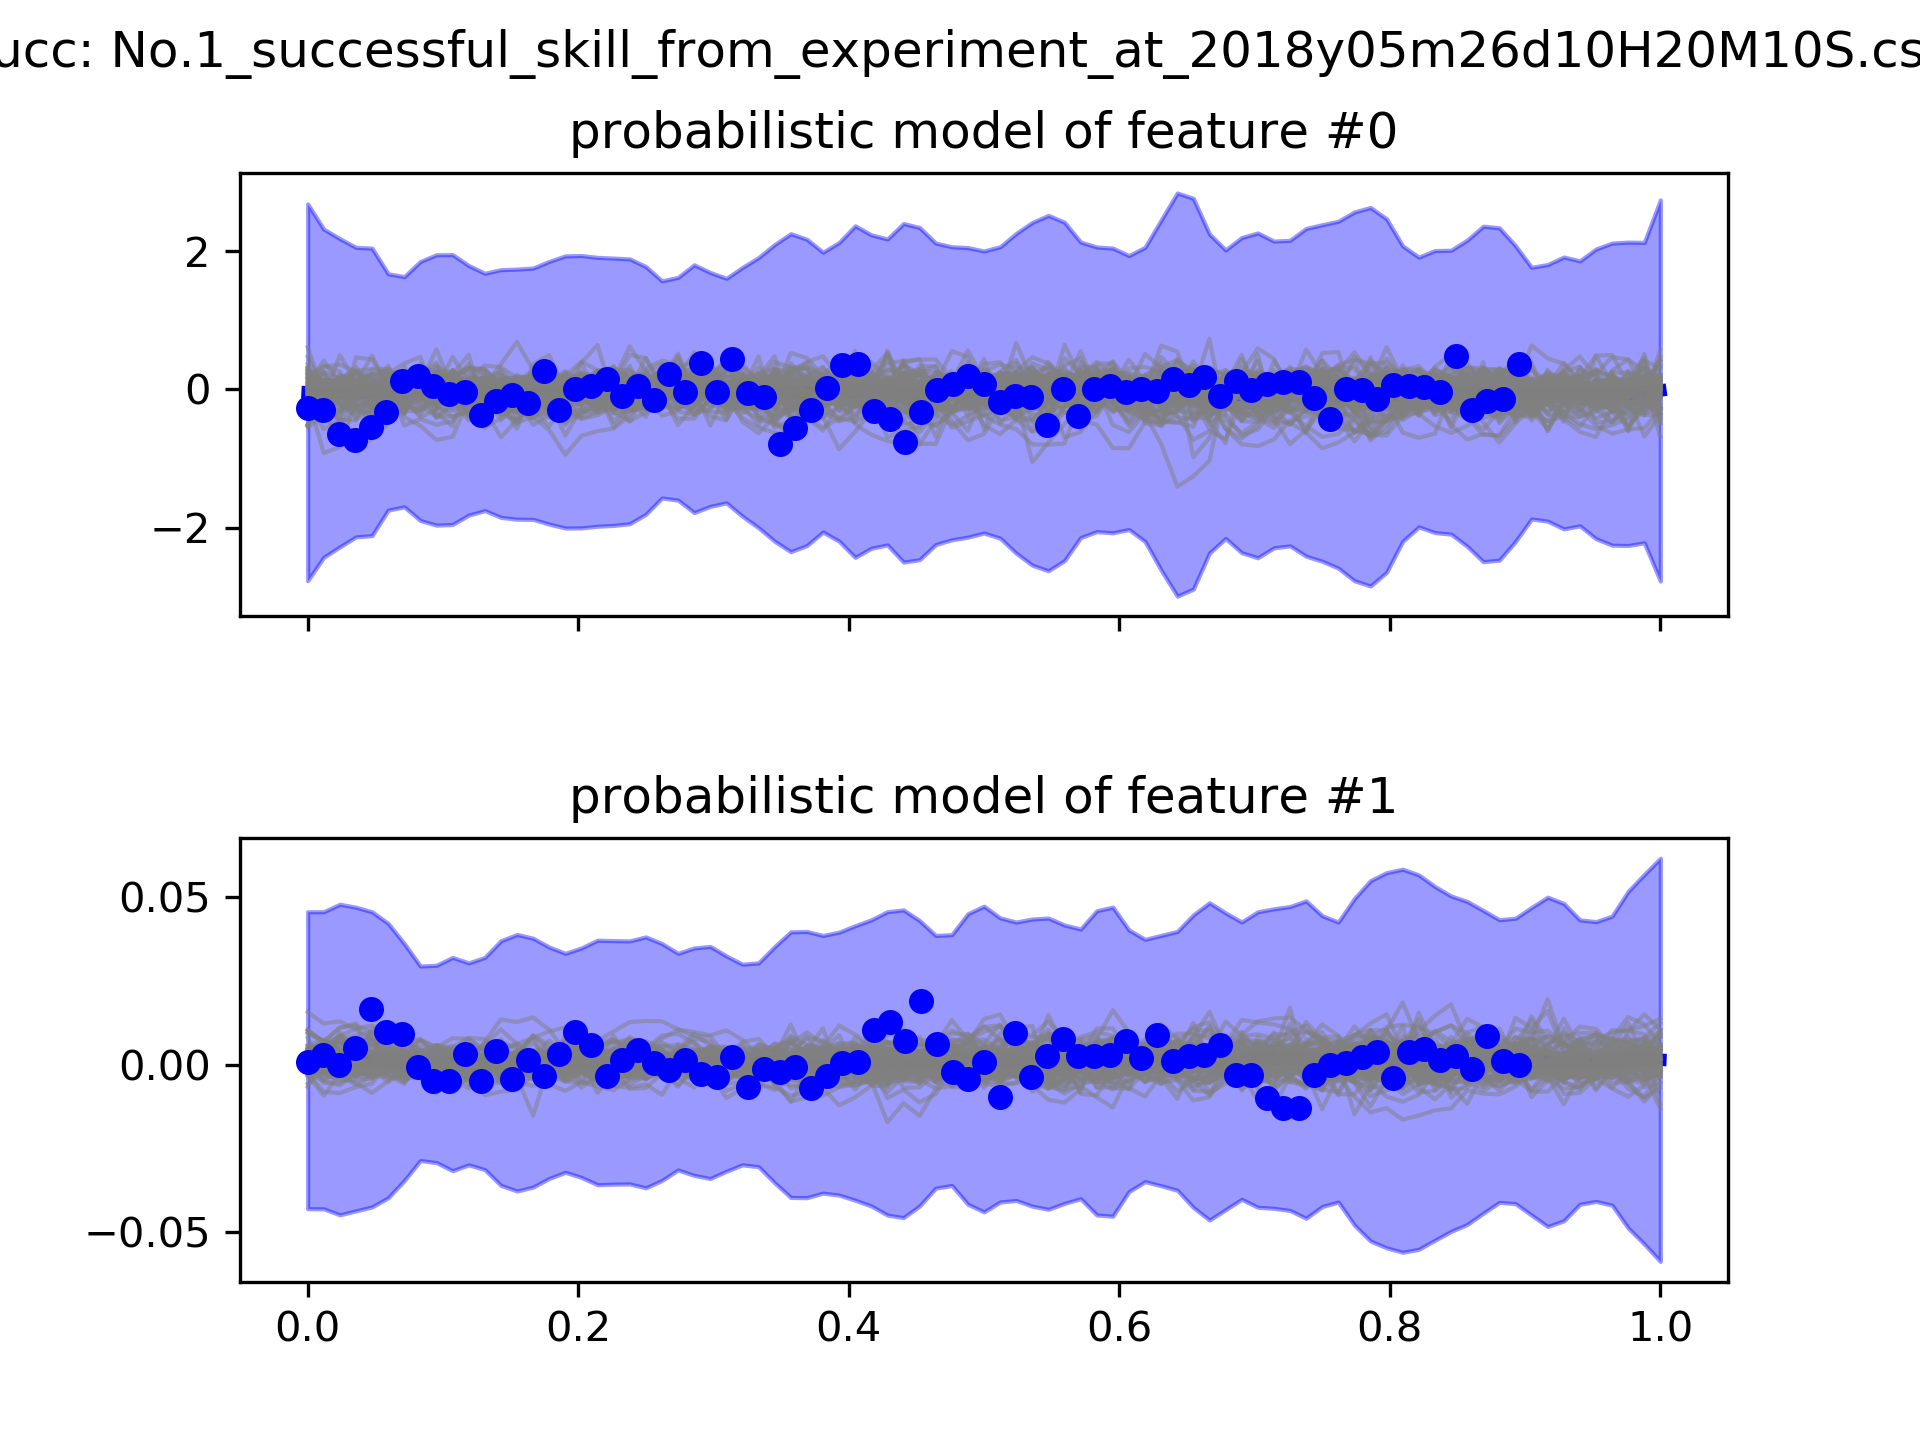 ucc: No.1_successful_skill_from_experiment_at_2018y05m26d10H20M10S.cs
probabilistic model of feature #0
2
0
−2
probabilistic model of feature #1
0.05
0.00
−0.05
0.0 0.2 0.4 0.6 0.8 1.0